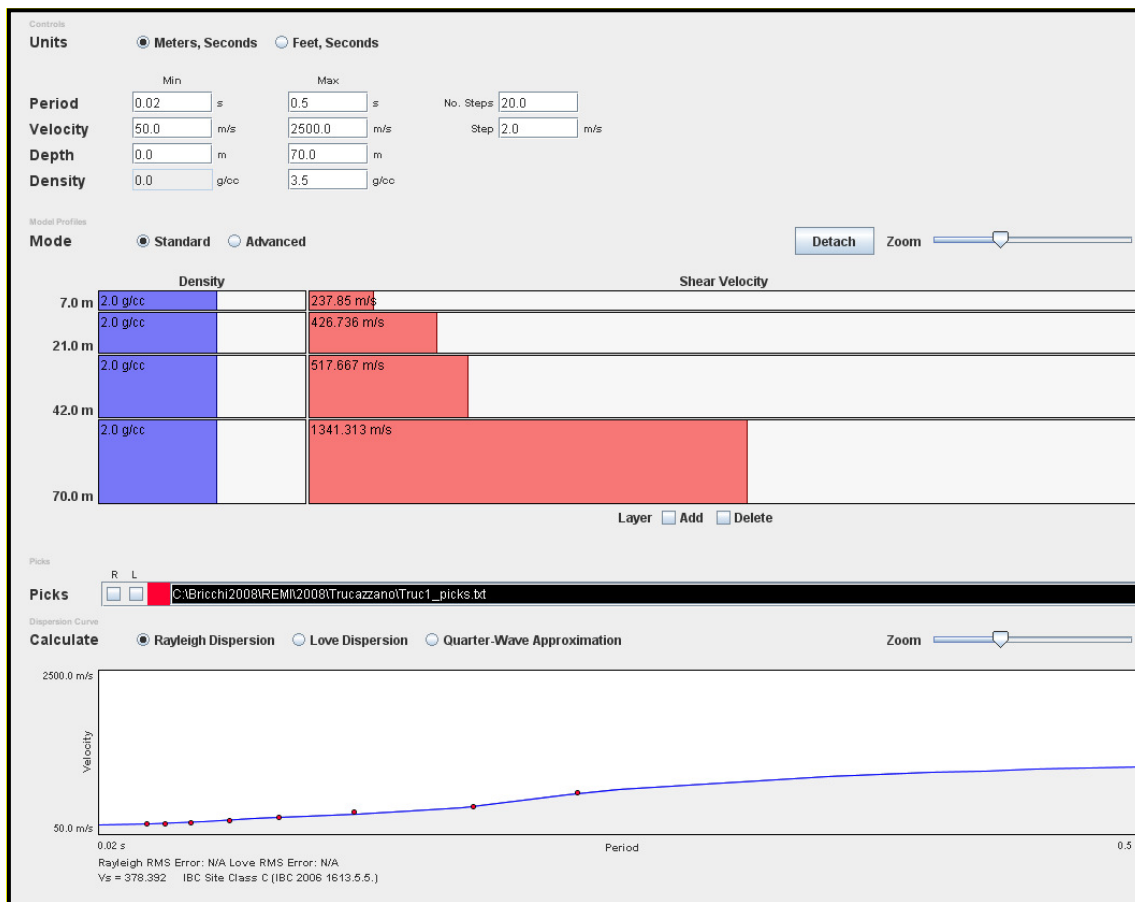 Controls
Units Meters, Seconds Feet, Seconds
Min Max
Period 0.02 s 0.5 s No. Steps 20.0
Velocity 50.0 m/s 2500.0 m/s Step 2.0 m/s
Depth 0.0 m 70.0 m
Density 0.0 g/cc 3.5 g/cc
Model Profiles
Mode Standard Advanced Detach Zoom
Density Shear Velocity
7.0 m 2.0 g/cc 237.85 m/s
2.0 g/cc 426.736 m/s
21.0 m
2.0 g/cc 517.667 m/s
42.0 m
2.0 g/cc 1341.313 m/s
70.0 m
Layer Add Delete
Picks
R L
Picks C:\Bricchi2008\REMI\2008\Trucazzano\Truc1_picks.txt
Dispersion Curve
Calculate Rayleigh Dispersion Love Dispersion Quarter-Wave Approximation Zoom
2500.0 m/s
Velocity
50.0 m/s
0.02 s Period 0.5
Rayleigh RMS Error: N/A Love RMS Error: N/A
Vs = 378.392 IBC Site Class C (IBC 2006 1613.5.5.)